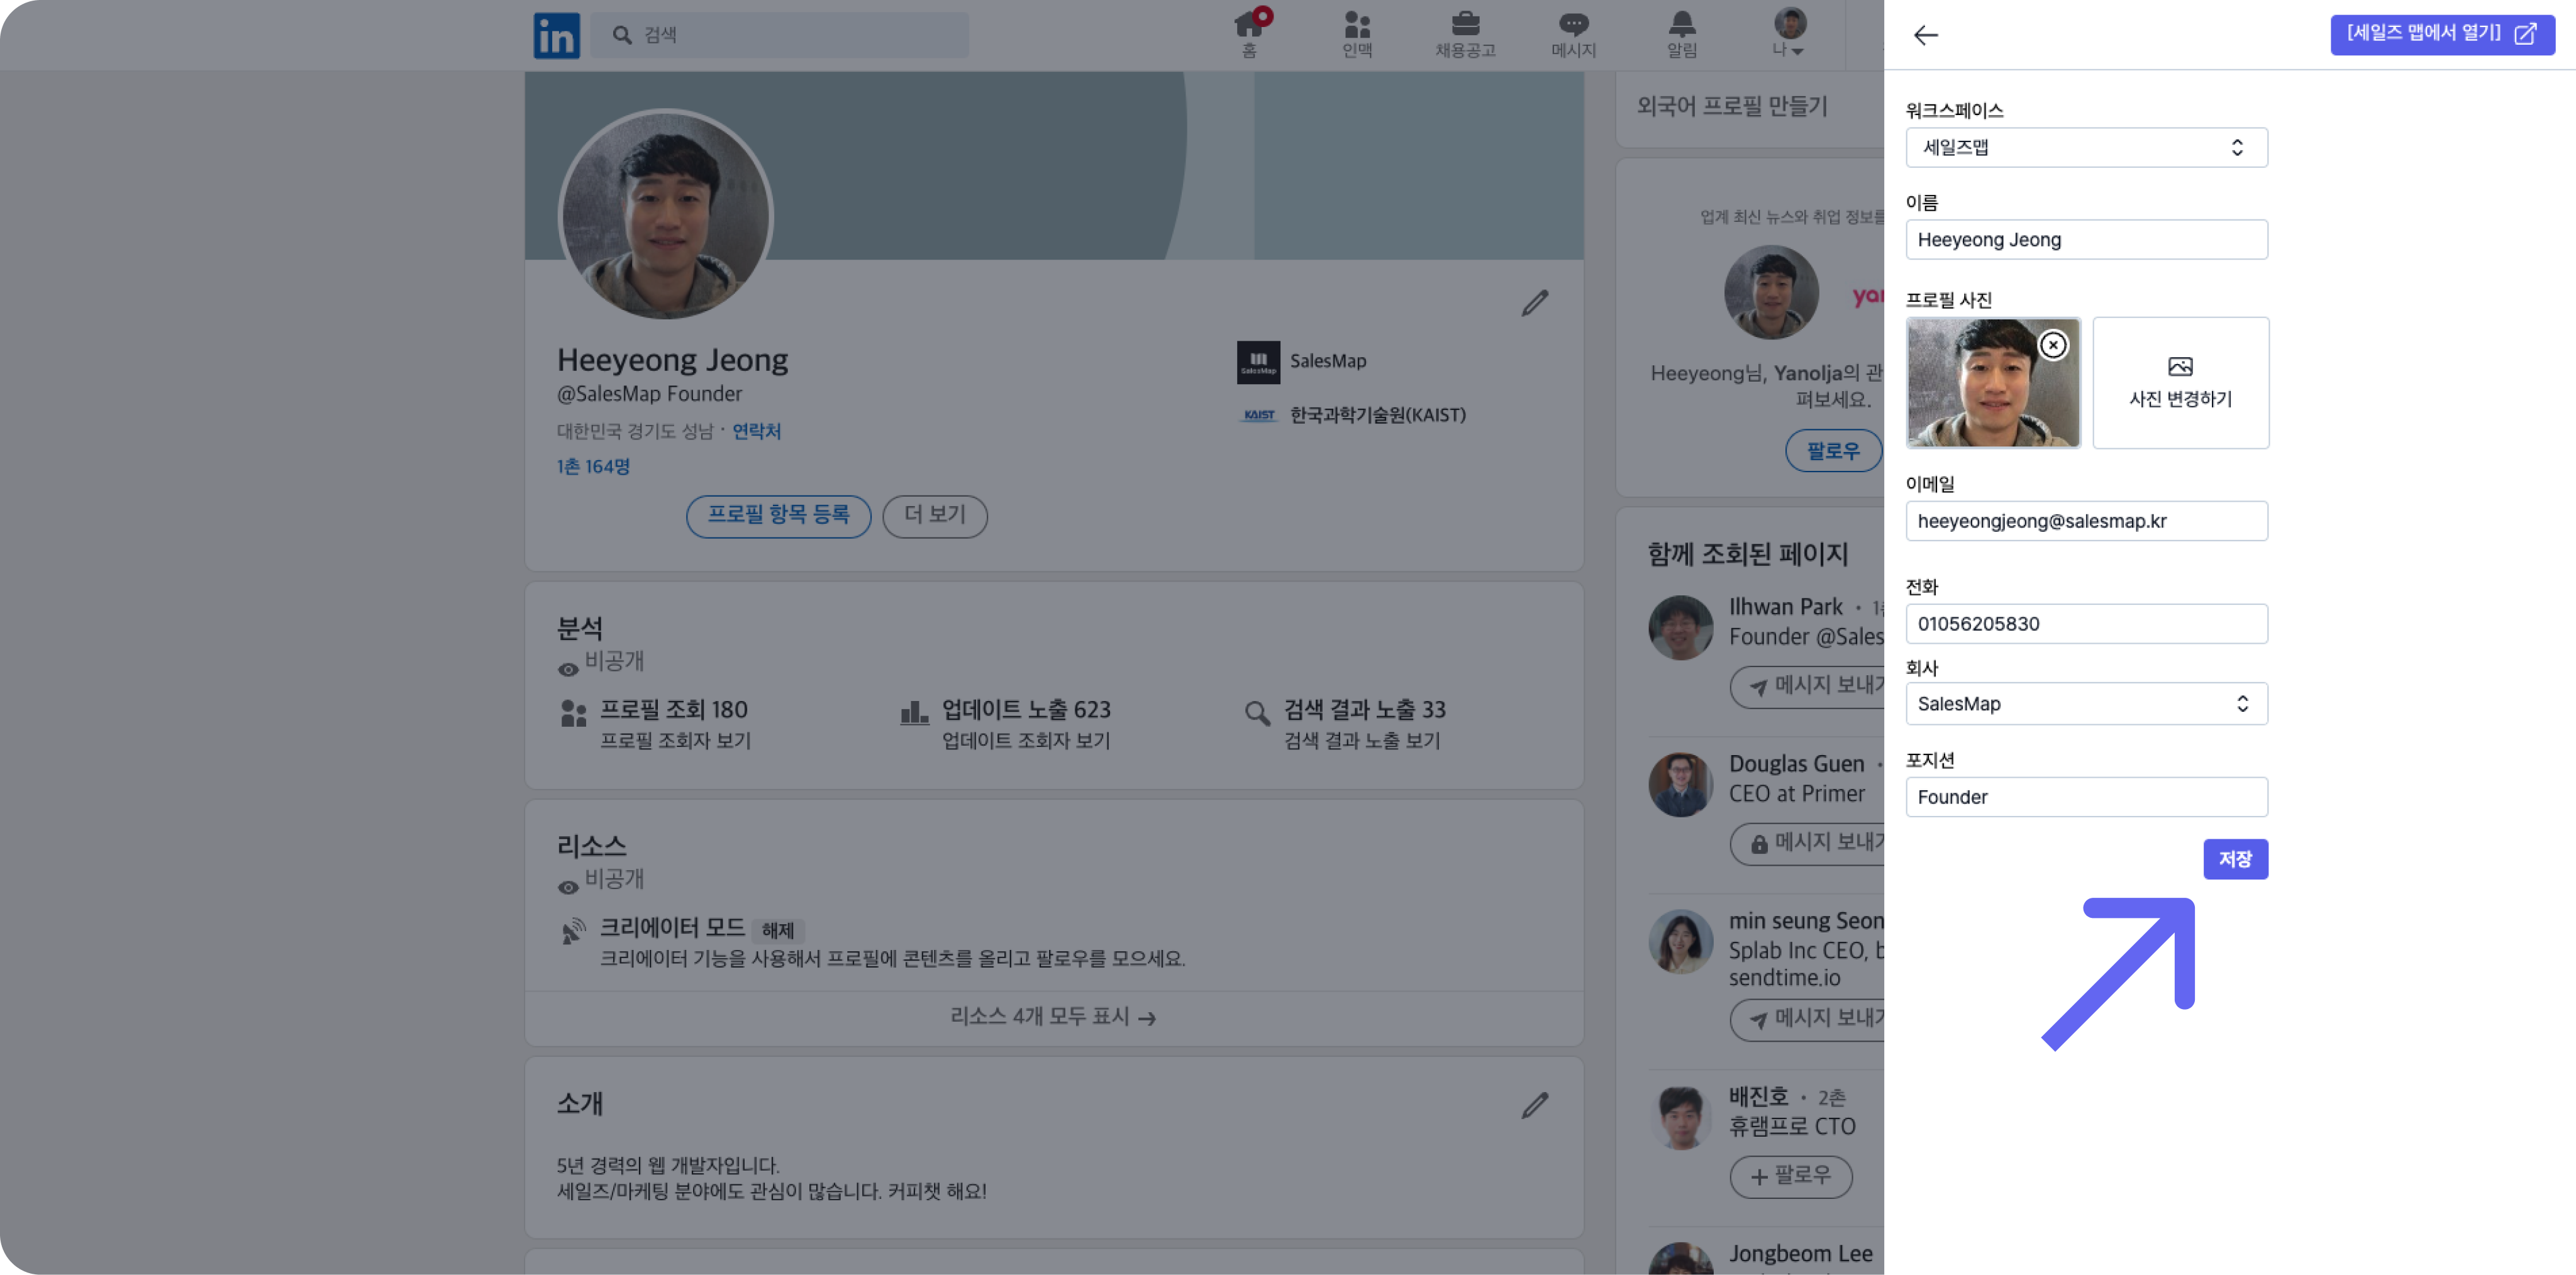 in
검색
홈
인맥
채용공고
메시지
알림
나
외국어 프로필 만들기
업계 최신 뉴스와 취업 정보를
Heeyeong님, Yanolja의 관
펴보세요.
팔로우
Heeyeong Jeong
@SalesMap Founder
대한민국 경기도 성남 · 연락처
1촌 164명
프로필 항목 등록
더 보기
SalesMap
SalesMap
KAIST
한국과학기술원(KAIST)
분석
비공개
프로필 조회 180
프로필 조회자 보기
업데이트 노출 623
업데이트 조회자 보기
검색 결과 노출 33
검색 결과 노출 보기
리소스
비공개
크리에이터 모드 해제
크리에이터 기능을 사용해서 프로필에 콘텐츠를 올리고 팔로우를 모으세요.
리소스 4개 모두 표시 →
소개
5년 경력의 웹 개발자입니다.
세일즈/마케팅 분야에도 관심이 많습니다. 커피챗 해요!
함께 조회된 페이지
Ilhwan Park ·
Founder @Sales
메시지 보내
Douglas Guen ·
CEO at Primer
메시지 보내
min seung Seon
Splab Inc CEO, b
sendtime.io
메시지 보내
배진호 · 2촌
휴램프로 CTO
+ 팔로우
Jongbeom Lee
[세일즈 맵에서 열기]
워크스페이스
세일즈맵
이름
Heeyeong Jeong
프로필 사진
사진 변경하기
이메일
heeyeongjeong@salesmap.kr
전화
01056205830
회사
SalesMap
포지션
Founder
저장